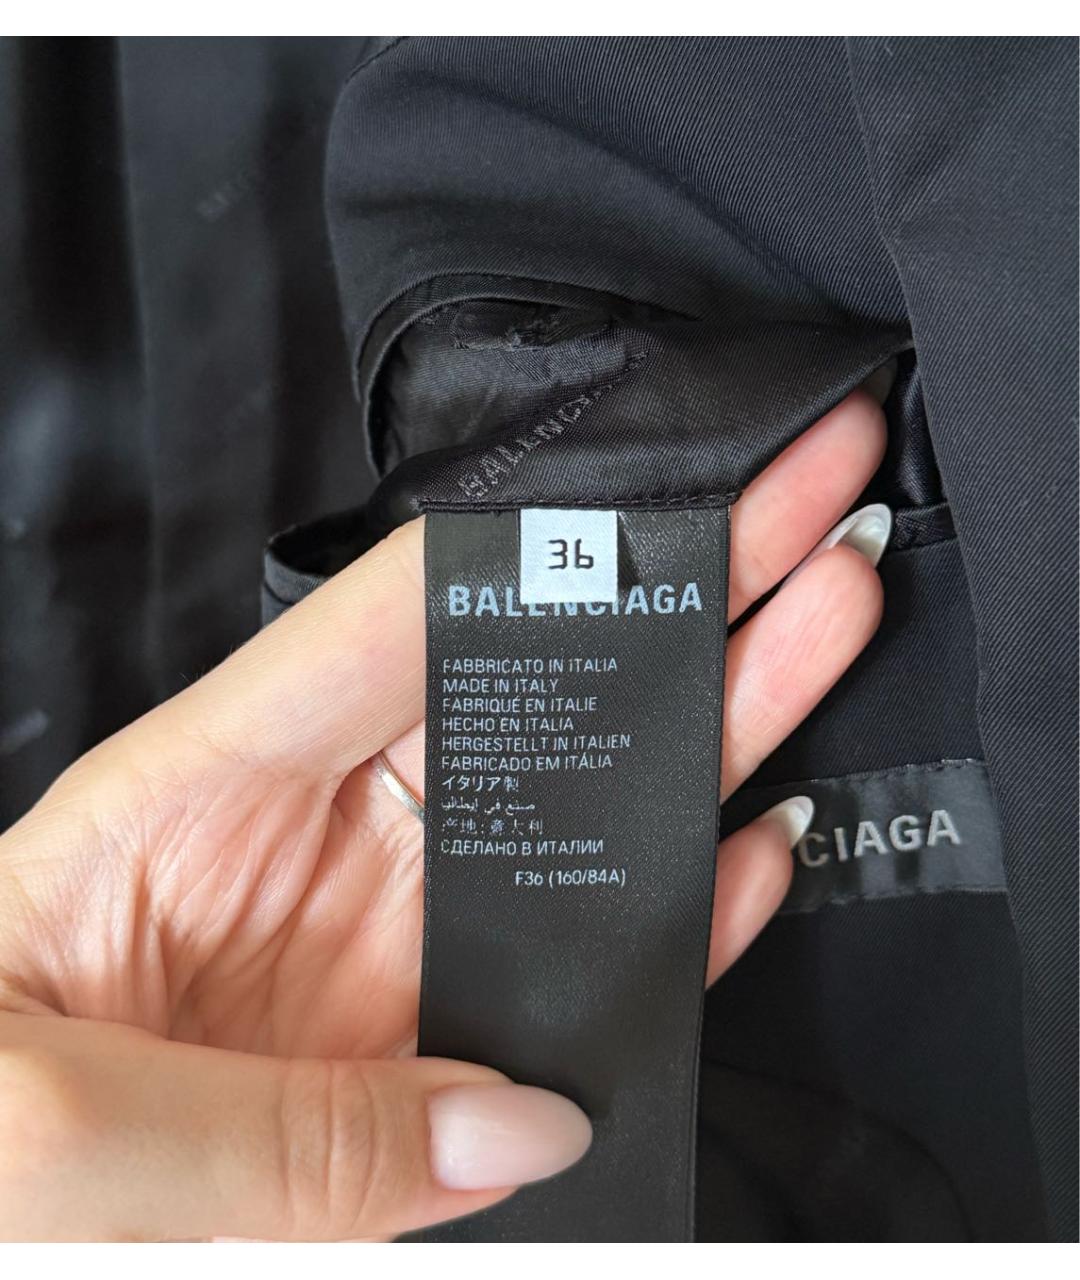 BALENC
36
BALENCIAGA
FABBRICATO IN ITALIA
MADE IN ITALY
FABRIQUÉ EN ITALIE
HECHO EN ITALIA
HERGESTELLT IN ITALIEN
FABRICADO EM ITÁLIA
イタリア製
صنع في إيطاليا
产地: 意大利
СДЕЛАНО В ИТАЛИИ
F36 (160/84A)
CIAGA